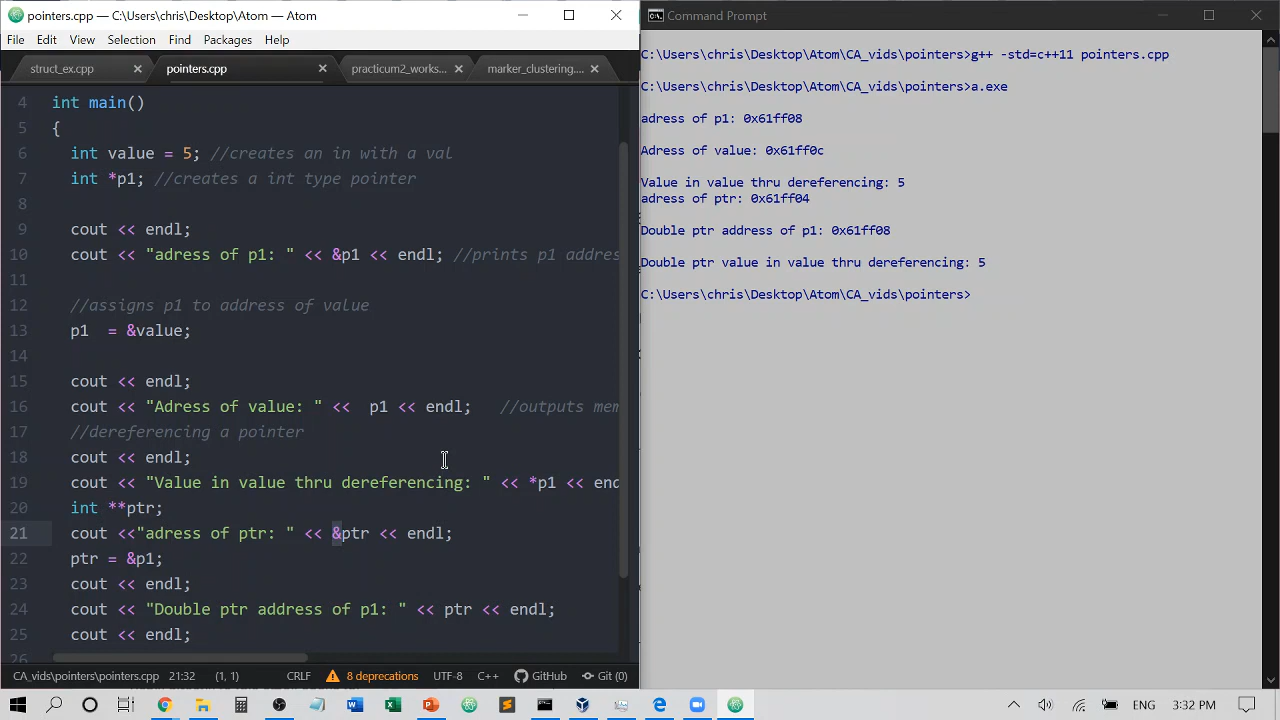 pointers.cpp — C:\Users\chris\Desktop\Atom — Atom
File Edit View Selection Find Packages Help
struct_ex.cpp pointers.cpp practicum2_works... marker_clustering....
4 int main()
5 {
6 int value = 5; //creates an in with a val
7 int *p1; //creates a int type pointer
8
9 cout << endl;
10 cout << "adress of p1: " << &p1 << endl; //prints p1 addres
11
12 //assigns p1 to address of value
13 p1  = &value;
14
15 cout << endl;
16 cout << "Adress of value: " <<  p1 << endl;   //outputs mem
17 //dereferencing a pointer
18 cout << endl;
19 cout << "Value in value thru dereferencing: " << *p1 << end
20 int **ptr;
21 cout <<"adress of ptr: " << &ptr << endl;
22 ptr = &p1;
23 cout << endl;
24 cout << "Double ptr address of p1: " << ptr << endl;
25 cout << endl;
26
CA_vids\pointers\pointers.cpp 21:32 (1, 1) CRLF 8 deprecations UTF-8 C++ GitHub Git (0)
Command Prompt
C:\Users\chris\Desktop\Atom\CA_vids\pointers>g++ -std=c++11 pointers.cpp
C:\Users\chris\Desktop\Atom\CA_vids\pointers>a.exe
adress of p1: 0x61ff08
Adress of value: 0x61ff0c
Value in value thru dereferencing: 5
adress of ptr: 0x61ff04
Double ptr address of p1: 0x61ff08
Double ptr value in value thru dereferencing: 5
C:\Users\chris\Desktop\Atom\CA_vids\pointers>
ENG 3:32 PM